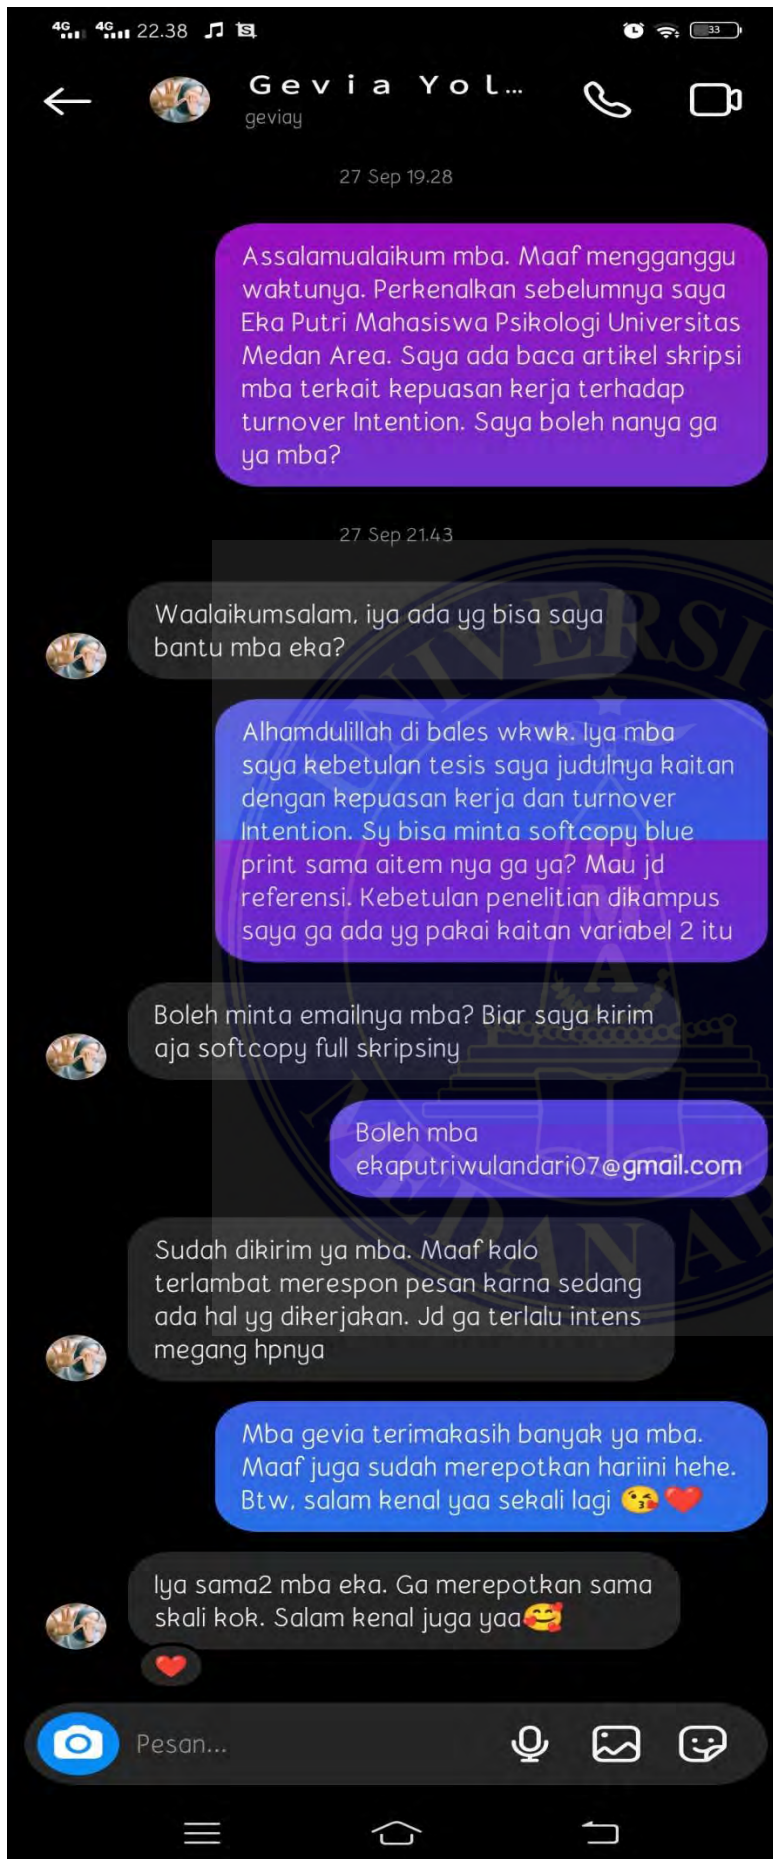 4G 4G 22.38 33
Gevia Yol...
geviay
27 Sep 19.28
Assalamualaikum mba. Maaf mengganggu
waktunya. Perkenalkan sebelumnya saya
Eka Putri Mahasiswa Psikologi Universitas
Medan Area. Saya ada baca artikel skripsi
mba terkait kepuasan kerja terhadap
turnover Intention. Saya boleh nanya ga
ya mba?
27 Sep 21.43
Waalaikumsalam, iya ada yg bisa saya
bantu mba eka?
Alhamdulillah di bales wkwk. Iya mba
saya kebetulan tesis saya judulnya kaitan
dengan kepuasan kerja dan turnover
Intention. Sy bisa minta softcopy blue
print sama aitem nya ga ya? Mau jd
referensi. Kebetulan penelitian dikampus
saya ga ada yg pakai kaitan variabel 2 itu
Boleh minta emailnya mba? Biar saya kirim
aja softcopy full skripsiny
Boleh mba
ekaputriwulandari07@gmail.com
Sudah dikirim ya mba. Maaf kalo
terlambat merespon pesan karna sedang
ada hal yg dikerjakan. Jd ga terlalu intens
megang hpnya
Mba gevia terimakasih banyak ya mba.
Maaf juga sudah merepotkan hariini hehe.
Btw, salam kenal yaa sekali lagi 😘❤️
Iya sama2 mba eka. Ga merepotkan sama
skali kok. Salam kenal juga yaa🥰
❤️
Pesan...